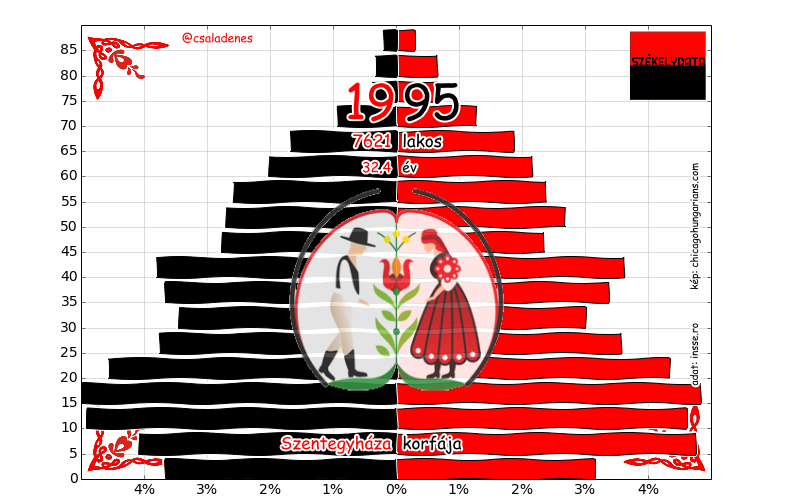 @csaladenes
SZÉKELYDATA
1995
7621 lakos
32.4 év
Szentegyháza korfája
kép: chicagohungarians.com
adat: insse.ro
85
80
75
70
65
60
55
50
45
40
35
30
25
20
15
10
5
0
4% 3% 2% 1% 0% 1% 2% 3% 4%